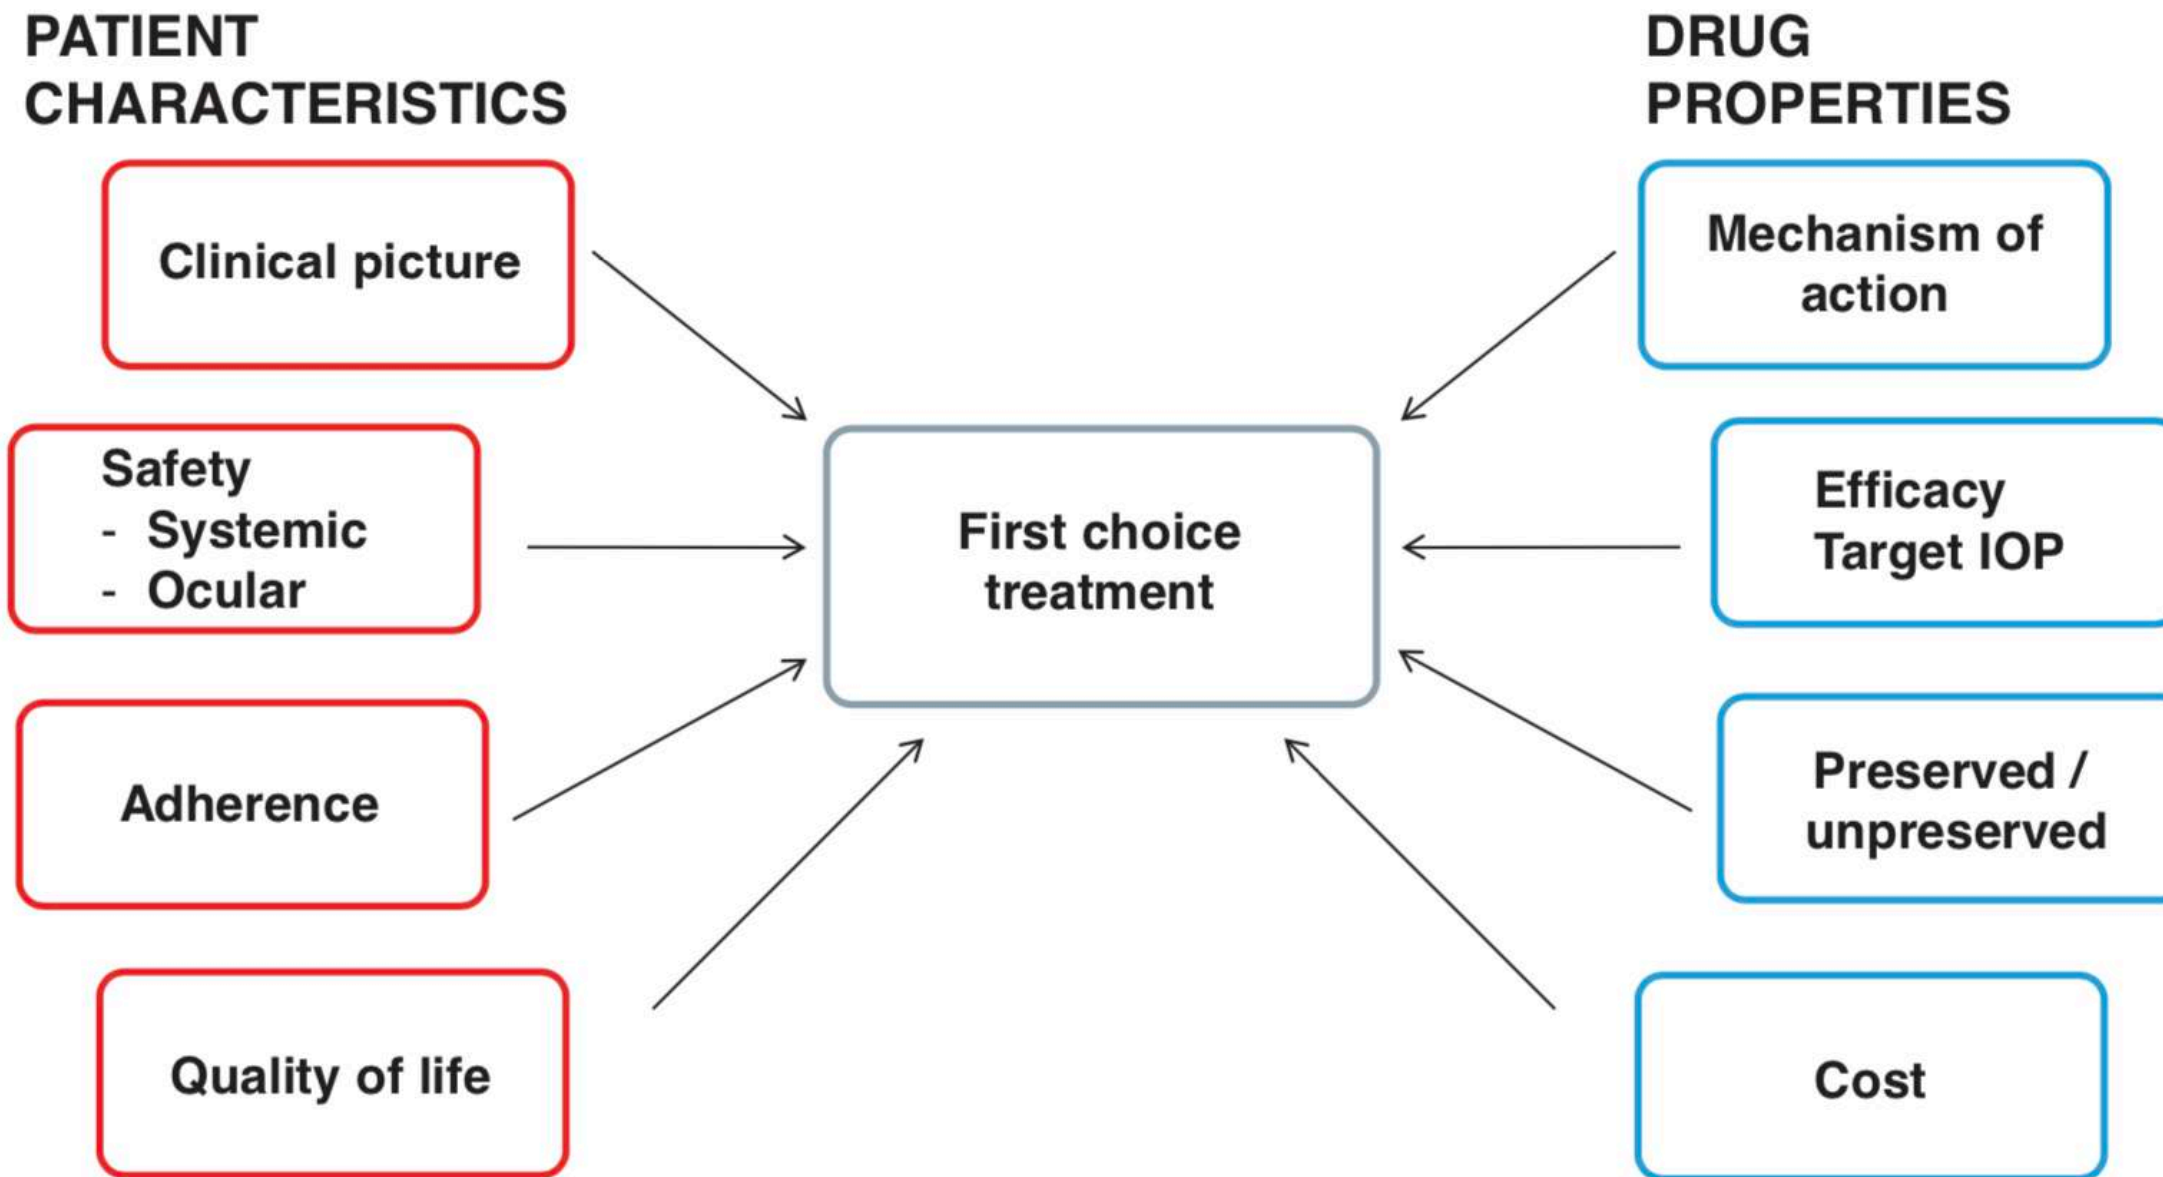 PATIENT
CHARACTERISTICS
Clinical picture
Safety
- Systemic
- Ocular
Adherence
Quality of life
First choice
treatment
DRUG
PROPERTIES
Mechanism of
action
Efficacy
Target IOP
Preserved /
unpreserved
Cost